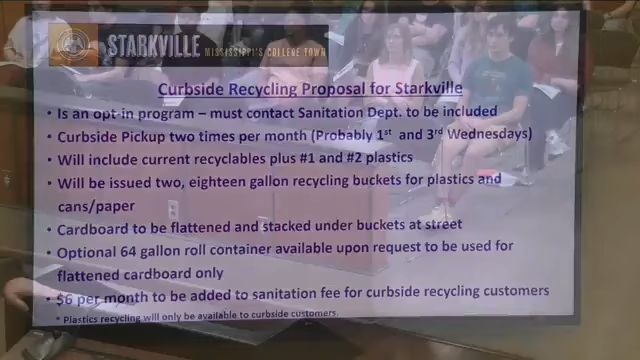 STARKVILLE MISSISSIPPI'S COLLEGE TOWN
Curbside Recycling Proposal for Starkville
• Is an opt-in program – must contact Sanitation Dept. to be included
• Curbside Pickup two times per month (Probably 1st and 3rd Wednesdays)
• Will include current recyclables plus #1 and #2 plastics
• Will be issued two, eighteen gallon recycling buckets for plastics and
cans/paper
• Cardboard to be flattened and stacked under buckets at street
• Optional 64 gallon roll container available upon request to be used for
flattened cardboard only
• $6 per month to be added to sanitation fee for curbside recycling customers
* Plastics recycling will only be available to curbside customers.